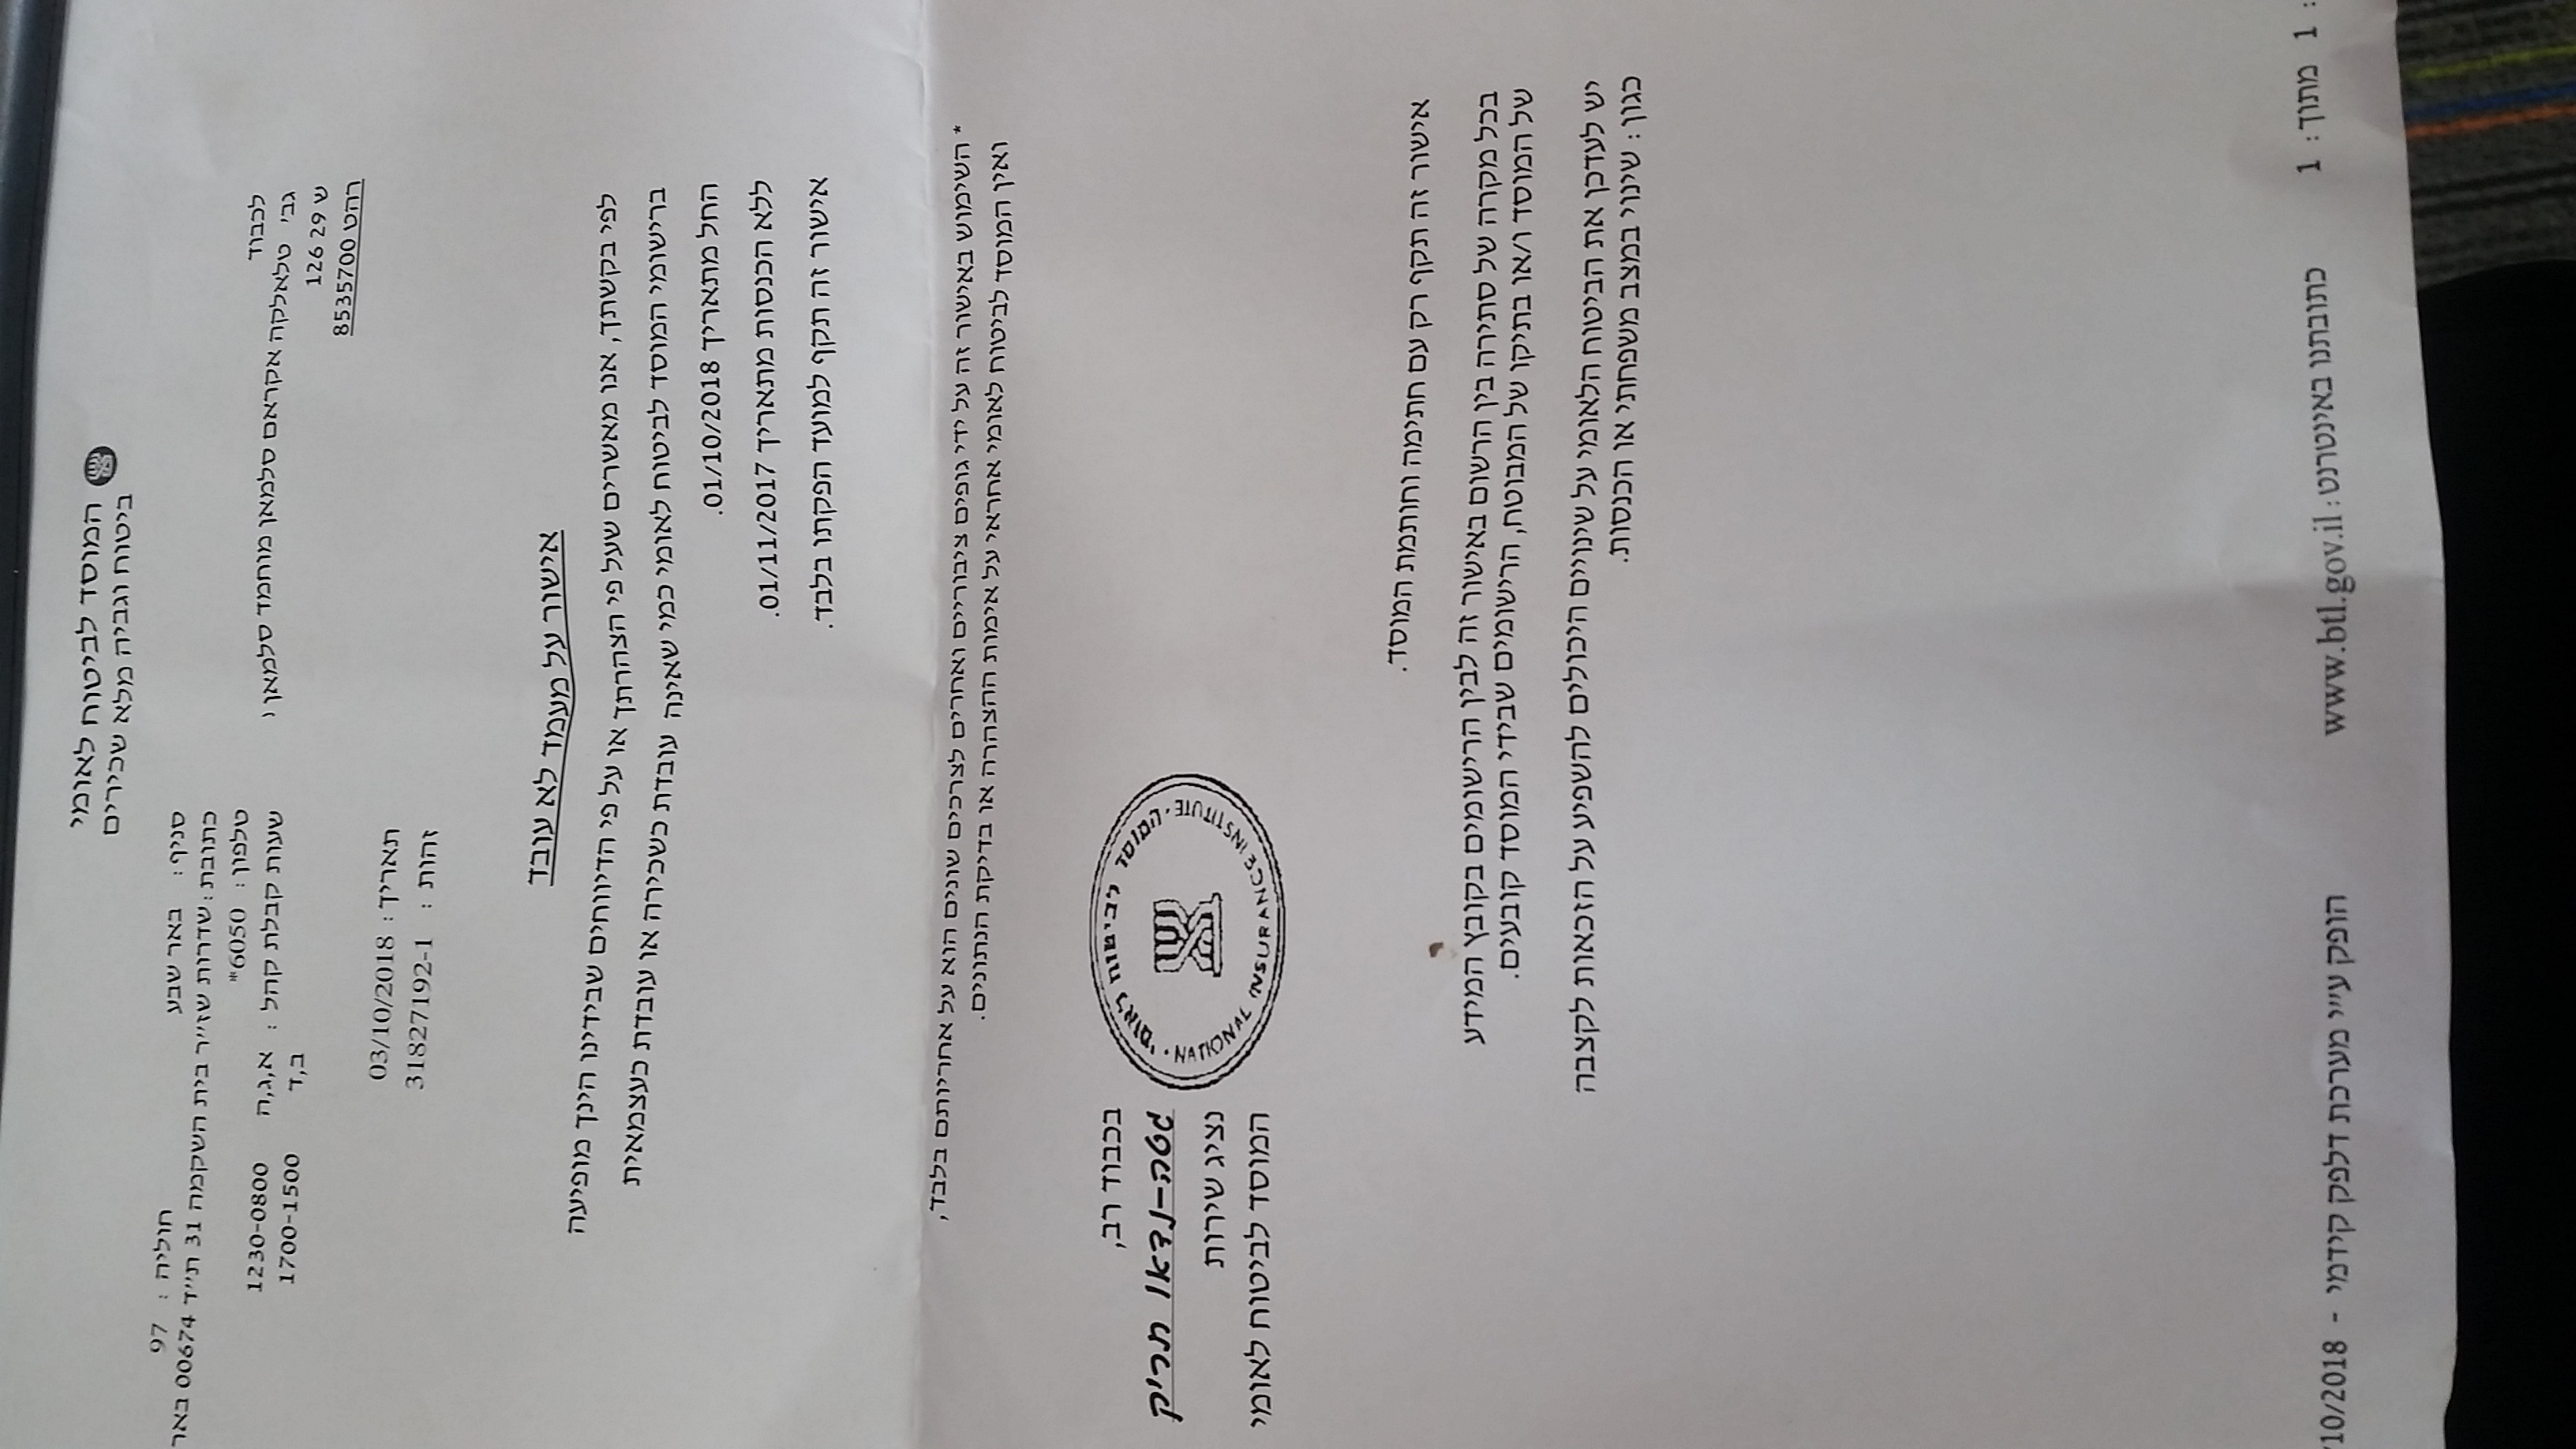 המוסד לביטוח לאומי
ביטוח וגביה מלא שכירים
סניף: באר שבע חוליה: 97
כתובת: שדרות שז״ר בית השקמה 31 ת״ד 00674 באר
טלפון: 6050*
שעות קבלת קהל: א,ג,ה 1230-0800
ב,ד 1700-1500
לכבוד
גב' טלאלקה אקראם סלמאן מוחמד סלמאן
ש 29 126
רהט 8535700
תאריך: 03/10/2018
זהות: 31827192-1
אישור על מעמד לא עובד
לפי בקשתך, אנו מאשרים שעל פי הצהרתך או על פי הדיווחים שבידינו הינך מופיעה
ברישומי המוסד לביטוח לאומי כמי שאינה עובדת כשכירה או עובדת כעצמאית
החל מתאריך 01/10/2018.
ללא הכנסות מתאריך 01/11/2017.
אישור זה תקף למועד הפקתו בלבד.
* השימוש באישור זה על ידי גופים ציבוריים ואחרים לצרכים שונים הוא על אחריותם בלבד,
ואין המוסד לביטוח לאומי אחראי על אימות ההצהרה או בדיקת הנתונים.
בכבוד רב,
גטה-נדאו תריק
נציג שירות
המוסד לביטוח לאומי
המוסד לביטוח לאומי
NATIONAL INSURANCE INSTITUTE
אישור זה תקף רק עם חתימה וחותמת המוסד.
בכל מקרה של סתירה בין הרשום באישור זה לבין הרישומים בקובץ המידע
של המוסד ו/או בתיקו של המבוטח, הרישומים שבידי המוסד קובעים.
יש לעדכן את הביטוח הלאומי על שינויים היכולים להשפיע על הזכאות לקצבה
כגון: שינוי במצב משפחתי או הכנסות.
: 1 מתוך: 1 כתובתנו באינטרנט: www.btl.gov.il הופק ע״י מערכת דלפק קידמי - /10/2018